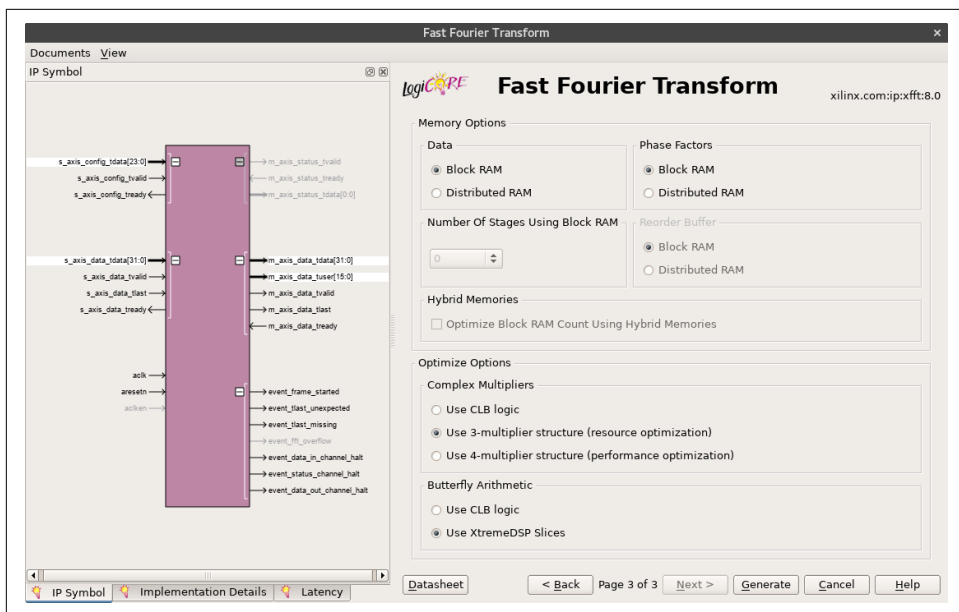 Fast Fourier Transform
Documents View
IP Symbol
s_axis_config_tdata[23:0]
s_axis_config_tvalid
s_axis_config_tready
s_axis_data_tdata[31:0]
s_axis_data_tvalid
s_axis_data_tlast
s_axis_data_tready
aclk
aresetn
aclken
m_axis_status_tvalid
m_axis_status_tready
m_axis_status_tdata[0:0]
m_axis_data_tdata[31:0]
m_axis_data_tuser[15:0]
m_axis_data_tvalid
m_axis_data_tlast
m_axis_data_tready
event_frame_started
event_tlast_unexpected
event_tlast_missing
event_fft_overflow
event_data_in_channel_halt
event_status_channel_halt
event_data_out_channel_halt
IP Symbol Implementation Details Latency
LogiCORE Fast Fourier Transform xilinx.com:ip:xfft:8.0
Memory Options
Data
Block RAM
Distributed RAM
Phase Factors
Block RAM
Distributed RAM
Number Of Stages Using Block RAM
0
Reorder Buffer
Block RAM
Distributed RAM
Hybrid Memories
Optimize Block RAM Count Using Hybrid Memories
Optimize Options
Complex Multipliers
Use CLB logic
Use 3-multiplier structure (resource optimization)
Use 4-multiplier structure (performance optimization)
Butterfly Arithmetic
Use CLB logic
Use XtremeDSP Slices
Datasheet < Back Page 3 of 3 Next > Generate Cancel Help